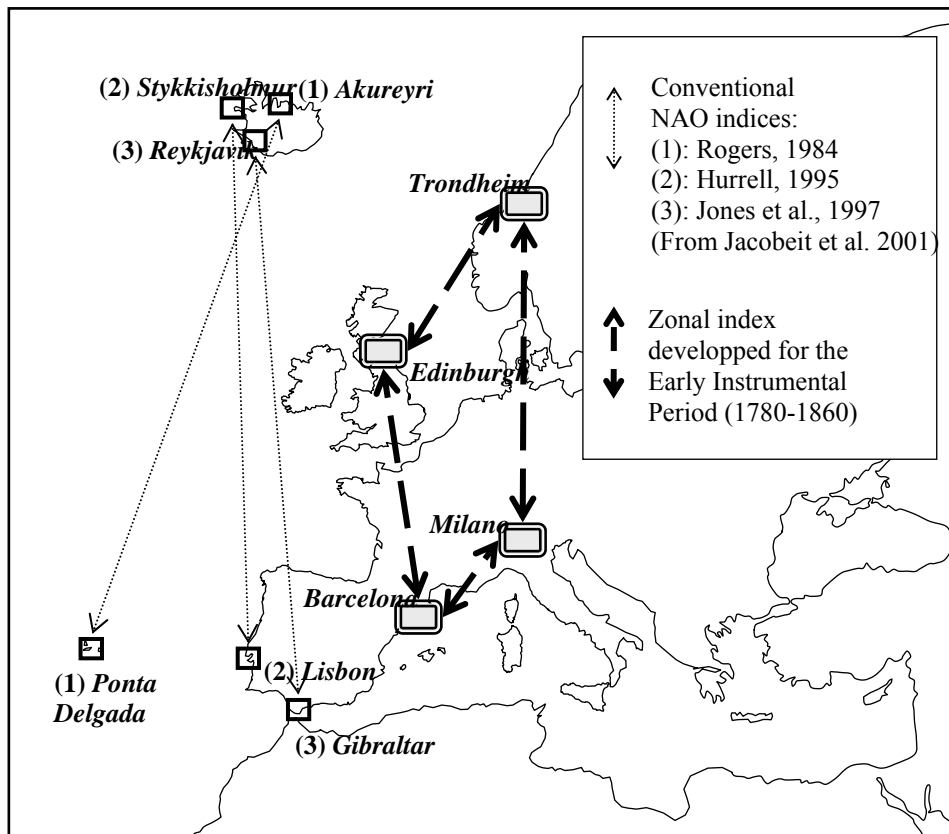 (2) Stykkisholmur
(1) Akureyri
(3) Reykjavik
Trondheim
Edinburgh
Milano
Barcelona
(1) Ponta
Delgada
(2) Lisbon
(3) Gibraltar
Conventional
NAO indices:
(1): Rogers, 1984
(2): Hurrell, 1995
(3): Jones et al., 1997
(From Jacobeit et al. 2001)
Zonal index
developped for the
Early Instrumental
Period (1780-1860)